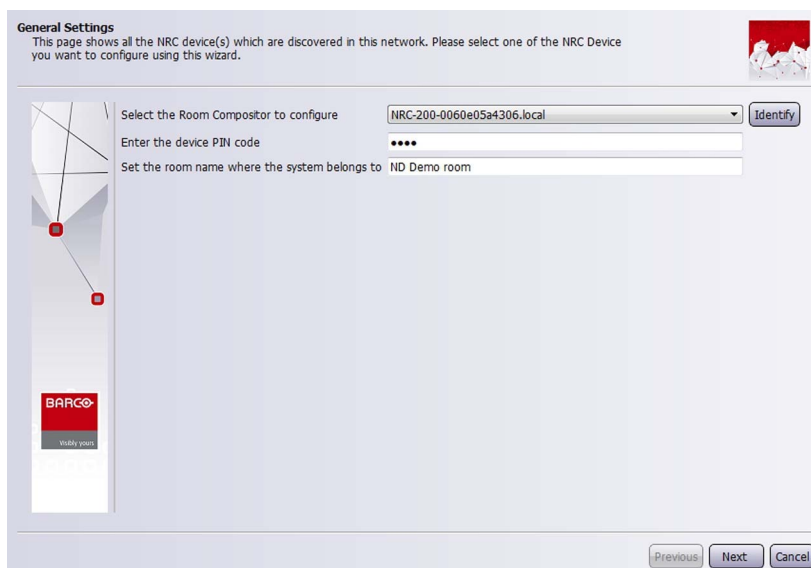 General Settings
This page shows all the NRC device(s) which are discovered in this network. Please select one of the NRC Device
you want to configure using this wizard.
Select the Room Compositor to configure NRC-200-0060e05a4306.local Identify
Enter the device PIN code ••••
Set the room name where the system belongs to ND Demo room
BARCO
Visibly yours
Previous Next Cancel